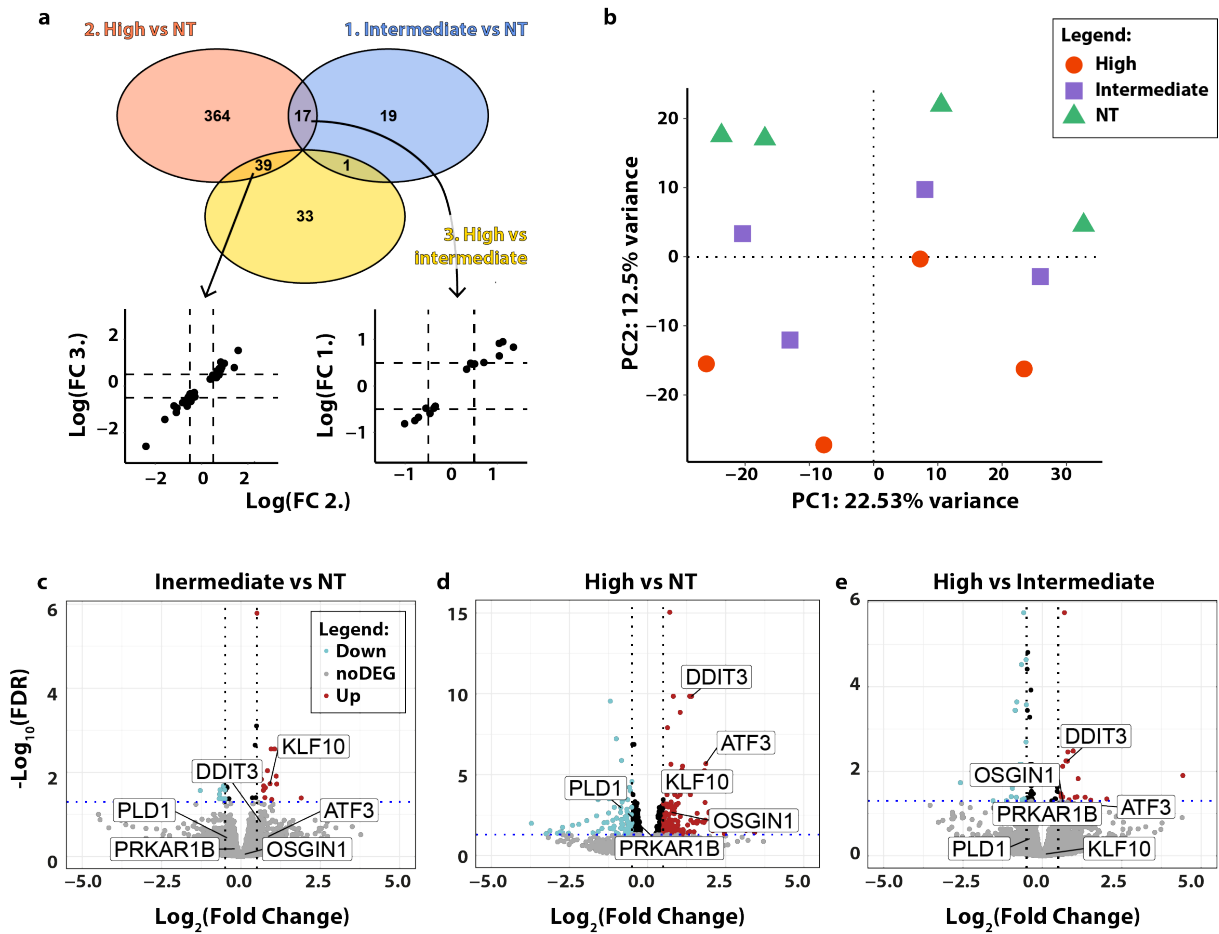 a
2. High vs NT
1. Intermediate vs NT
364
17
19
39
1
33
3. High vs
intermediate
Log(FC 3.)
2
0
−2
−2
0
2
Log(FC 1.)
1
0
−1
−1
0
1
Log(FC 2.)
b
Legend:
High
Intermediate
NT
PC2: 12.5% variance
20
10
0
−10
−20
−20
−10
0
10
20
30
PC1: 22.53% variance
c
Inermediate vs NT
-Log10(FDR)
6
4
2
0
Legend:
Down
noDEG
Up
KLF10
DDIT3
PLD1
ATF3
PRKAR1B
OSGIN1
−5.0
−2.5
0.0
2.5
5.0
Log2(Fold Change)
d
High vs NT
15
10
5
0
DDIT3
ATF3
PLD1
KLF10
OSGIN1
PRKAR1B
−5.0
−2.5
0.0
2.5
5.0
Log2(Fold Change)
e
High vs Intermediate
6
4
2
0
DDIT3
OSGIN1
PRKAR1B
ATF3
PLD1
KLF10
−5.0
−2.5
0.0
2.5
5.0
Log2(Fold Change)